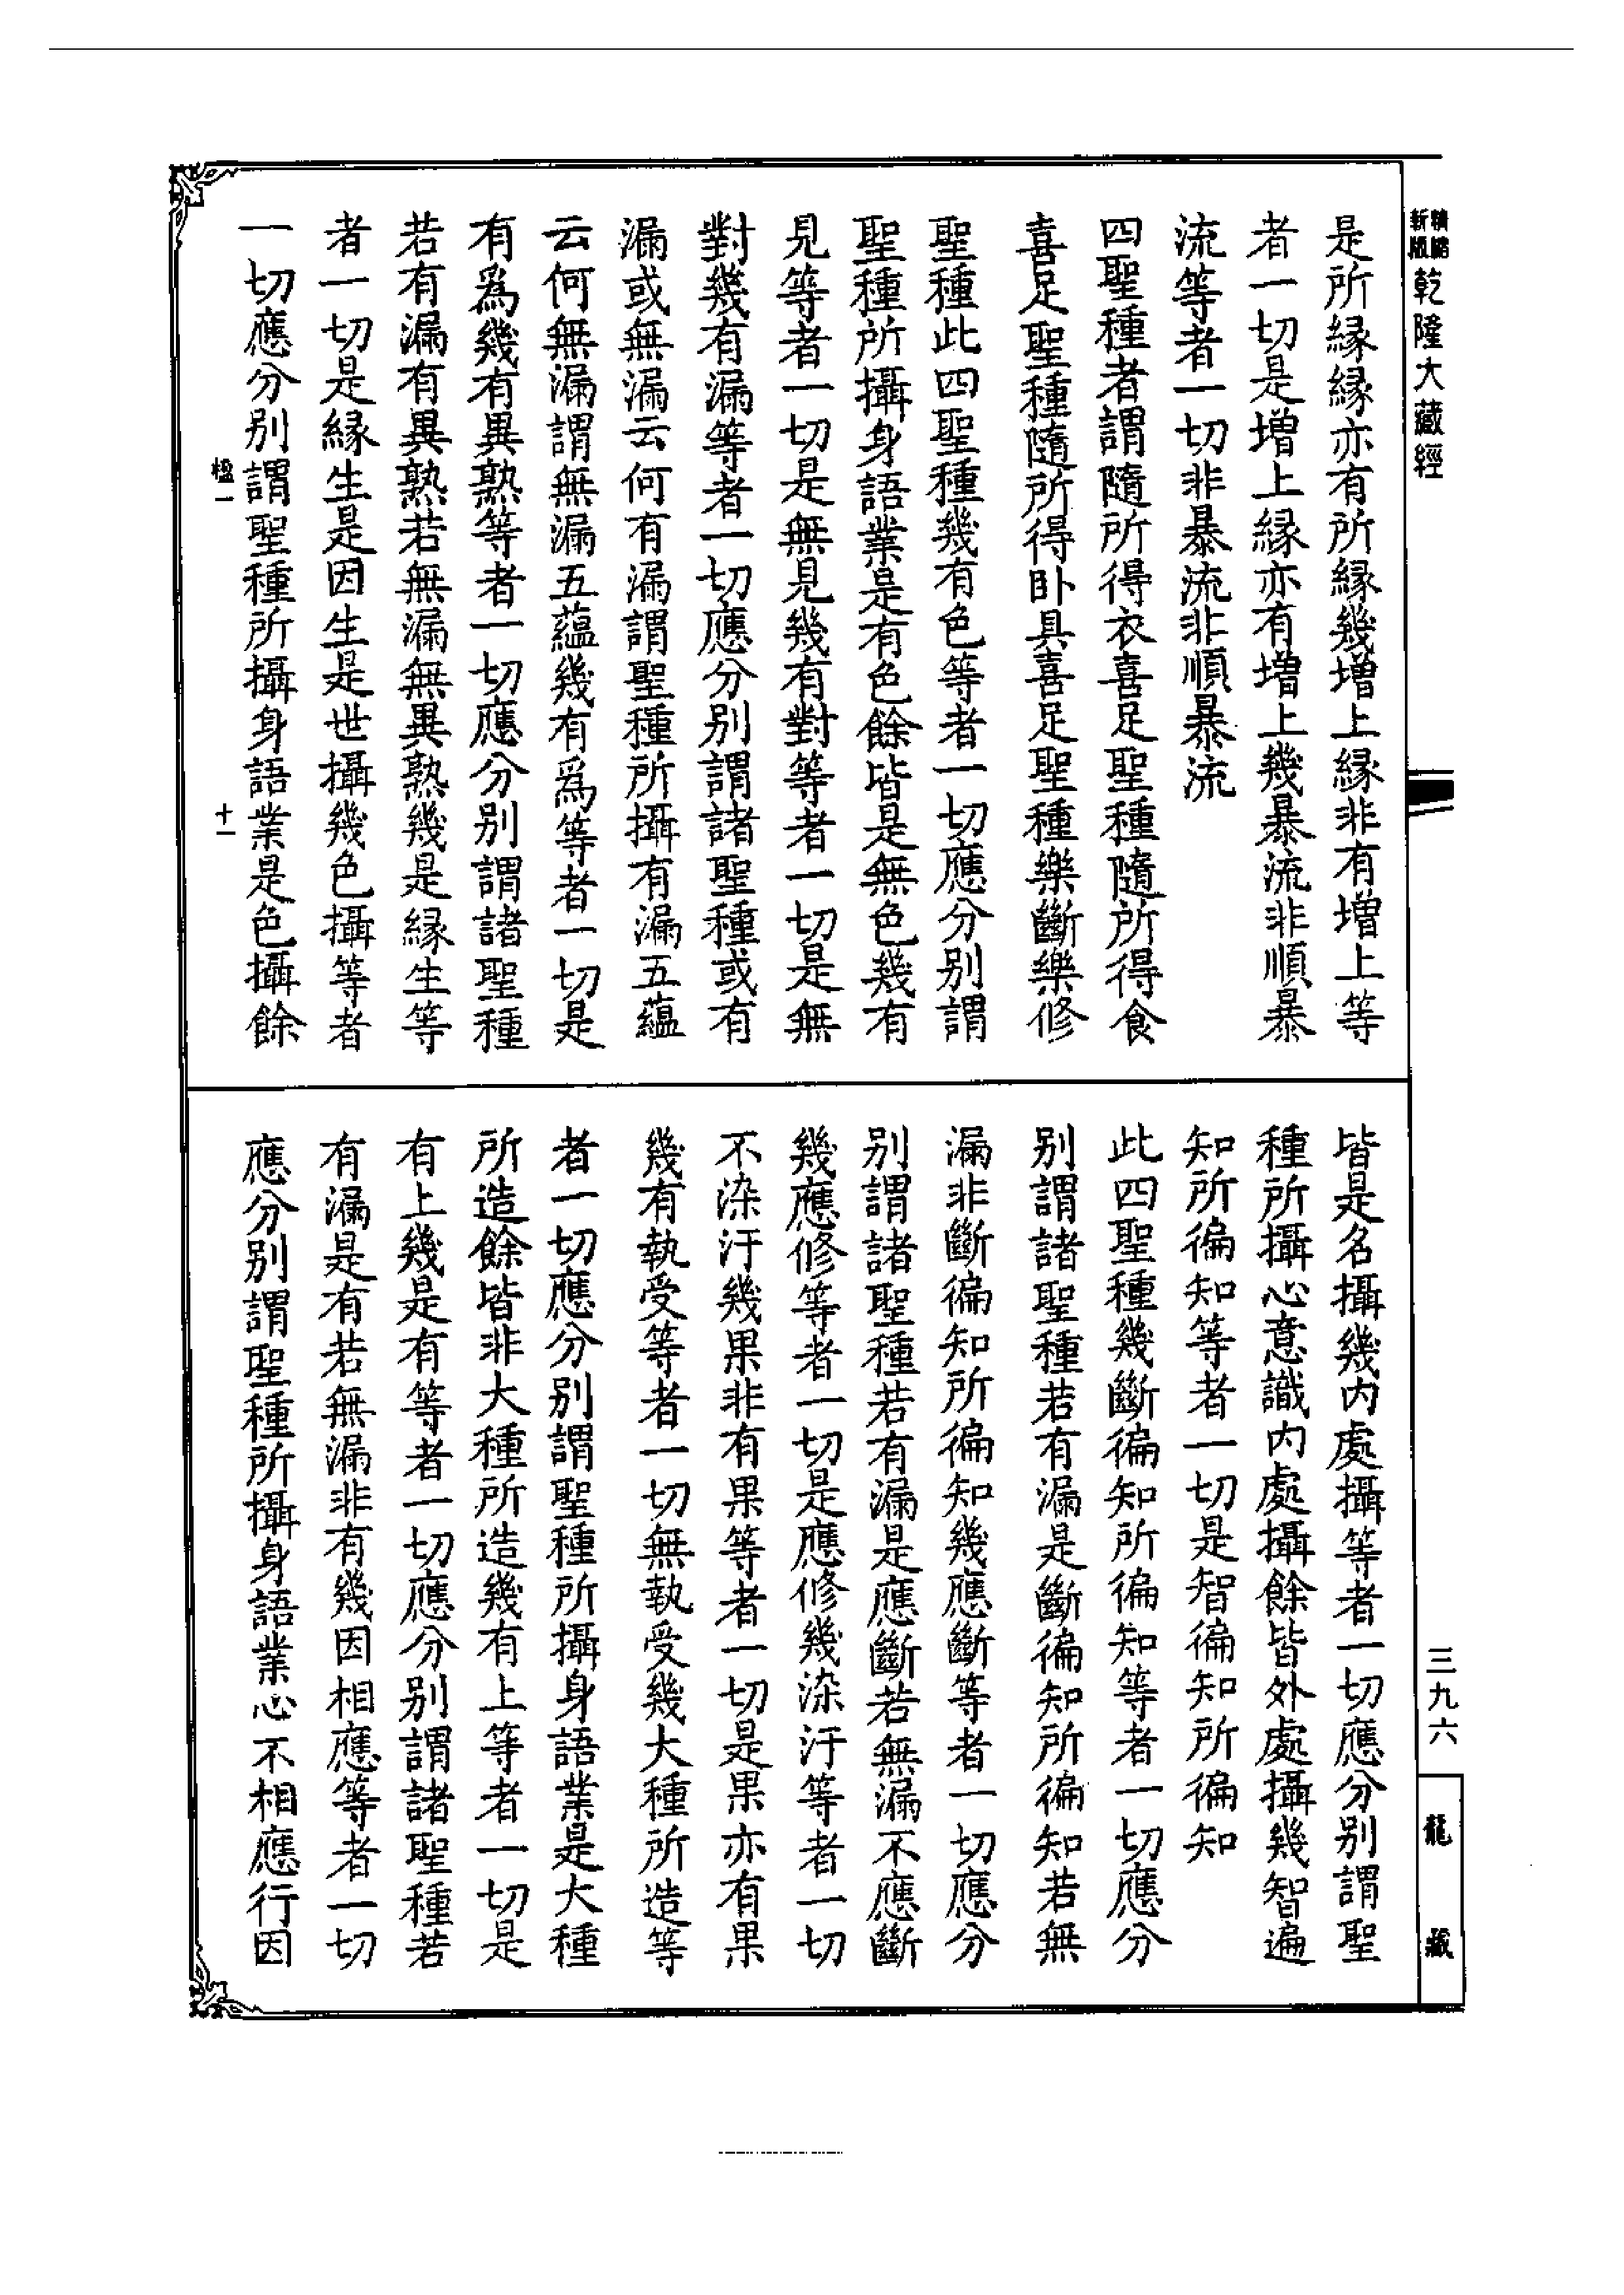 精縮新版乾隆大藏經
是所緣緣亦有所緣幾增上緣非有增上等
者一切是增上緣亦有增上幾暴流非順暴
流等者一切非暴流非順暴流
四聖種者謂隨所得衣喜足聖種隨所得食
喜足聖種隨所得臥具喜足聖種樂斷樂修
聖種此四聖種幾有色等者一切應分別謂
聖種所攝身語業是有色餘皆是無色幾有
見等者一切是無見幾有對等者一切是無
對幾有漏等者一切應分別謂諸聖種或有
漏或無漏云何有漏謂聖種所攝有漏五蘊
云何無漏謂無漏五蘊幾有爲等者一切是
有爲幾有異熟等者一切應分別謂諸聖種
若有漏有異熟若無漏無異熟幾是緣生等
者一切是緣生是因生是世攝幾色攝等者
一切應分別謂聖種所攝身語業是色攝餘
楹一 十一
皆是名攝幾內處攝等者一切應分別謂聖
種所攝心意識內處攝餘皆外處攝幾智遍
知所徧知等者一切是智徧知所徧知
此四聖種幾斷徧知所徧知等者一切應分
別謂諸聖種若有漏是斷徧知所徧知若無
漏非斷徧知所徧知幾應斷等者一切應分
別謂諸聖種若有漏是應斷若無漏不應斷
幾應修等者一切是應修幾染汙等者一切
不染汙幾果非有果等者一切是果亦有果
幾有執受等者一切無執受幾大種所造等
者一切應分別謂聖種所攝身語業是大種
所造餘皆非大種所造幾有上等者一切是
有上幾是有等者一切應分別謂諸聖種若
有漏是有若無漏非有幾因相應等者一切
應分別謂聖種所攝身語業心不相應行因
三九六
龍藏